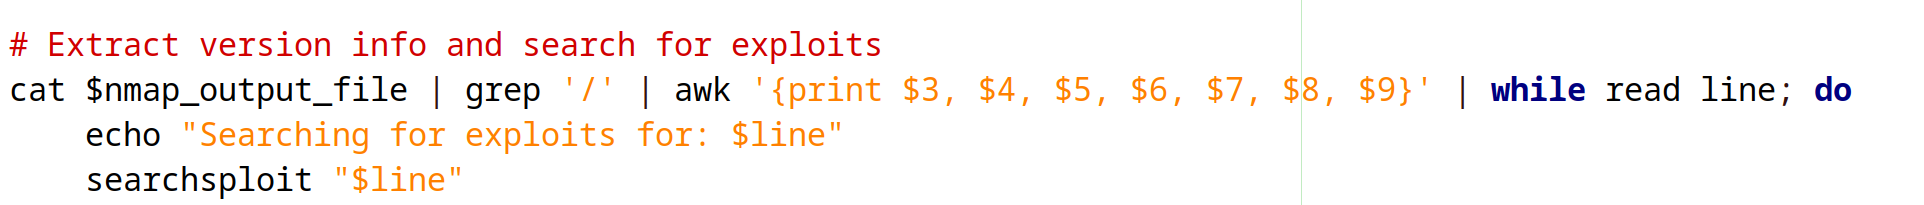 # Extract version info and search for exploits
cat $nmap_output_file | grep '/' | awk '{print $3, $4, $5, $6, $7, $8, $9}' | while read line; do
    echo "Searching for exploits for: $line"
    searchsploit "$line"